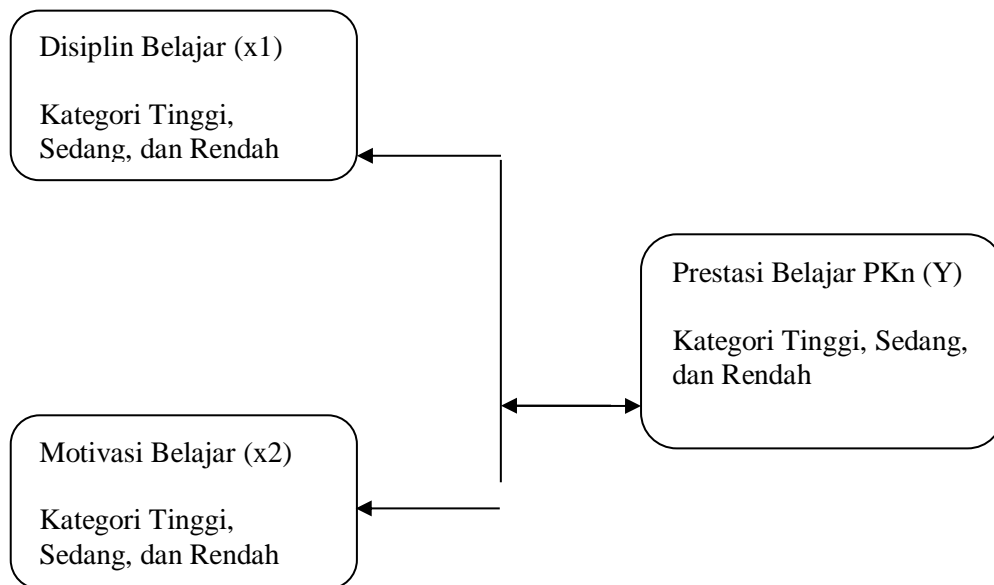 Disiplin Belajar (x1)
Kategori Tinggi,
Sedang, dan Rendah
Prestasi Belajar PKn (Y)
Kategori Tinggi, Sedang,
dan Rendah
Motivasi Belajar (x2)
Kategori Tinggi,
Sedang, dan Rendah